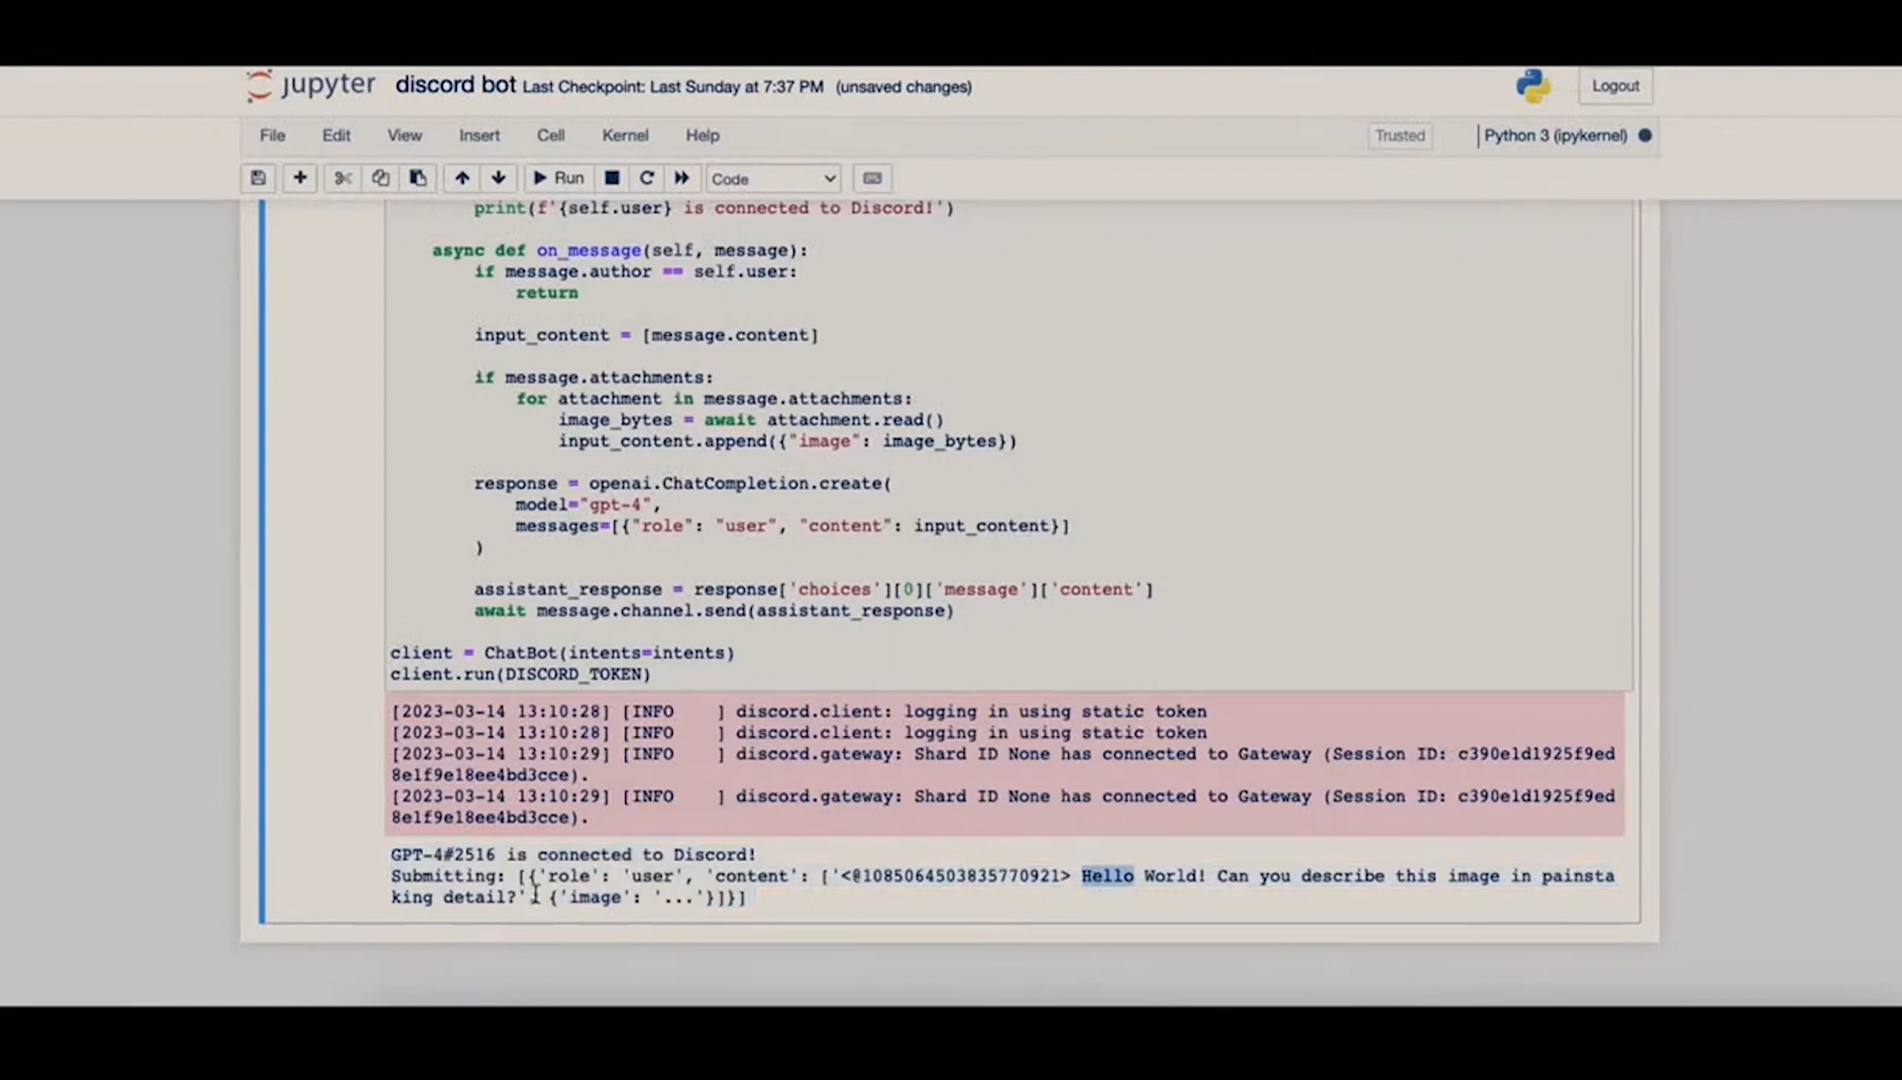 jupyter discord bot Last Checkpoint: Last Sunday at 7:37 PM (unsaved changes) Logout
File Edit View Insert Cell Kernel Help Trusted Python 3 (ipykernel)
Run Code
print(f'{self.user} is connected to Discord!')
async def on_message(self, message):
if message.author == self.user:
return
input_content = [message.content]
if message.attachments:
for attachment in message.attachments:
image_bytes = await attachment.read()
input_content.append({"image": image_bytes})
response = openai.ChatCompletion.create(
model="gpt-4",
messages=[{"role": "user", "content": input_content}]
)
assistant_response = response['choices'][0]['message']['content']
await message.channel.send(assistant_response)
client = ChatBot(intents=intents)
client.run(DISCORD_TOKEN)
[2023-03-14 13:10:28] [INFO    ] discord.client: logging in using static token
[2023-03-14 13:10:28] [INFO    ] discord.client: logging in using static token
[2023-03-14 13:10:29] [INFO    ] discord.gateway: Shard ID None has connected to Gateway (Session ID: c390e1d1925f9ed
8e1f9e18ee4bd3cce).
[2023-03-14 13:10:29] [INFO    ] discord.gateway: Shard ID None has connected to Gateway (Session ID: c390e1d1925f9ed
8e1f9e18ee4bd3cce).
GPT-4#2516 is connected to Discord!
Submitting: [{'role': 'user', 'content': ['<@1085064503835770921> Hello World! Can you describe this image in painsta
king detail?', {'image': '...'}]}]